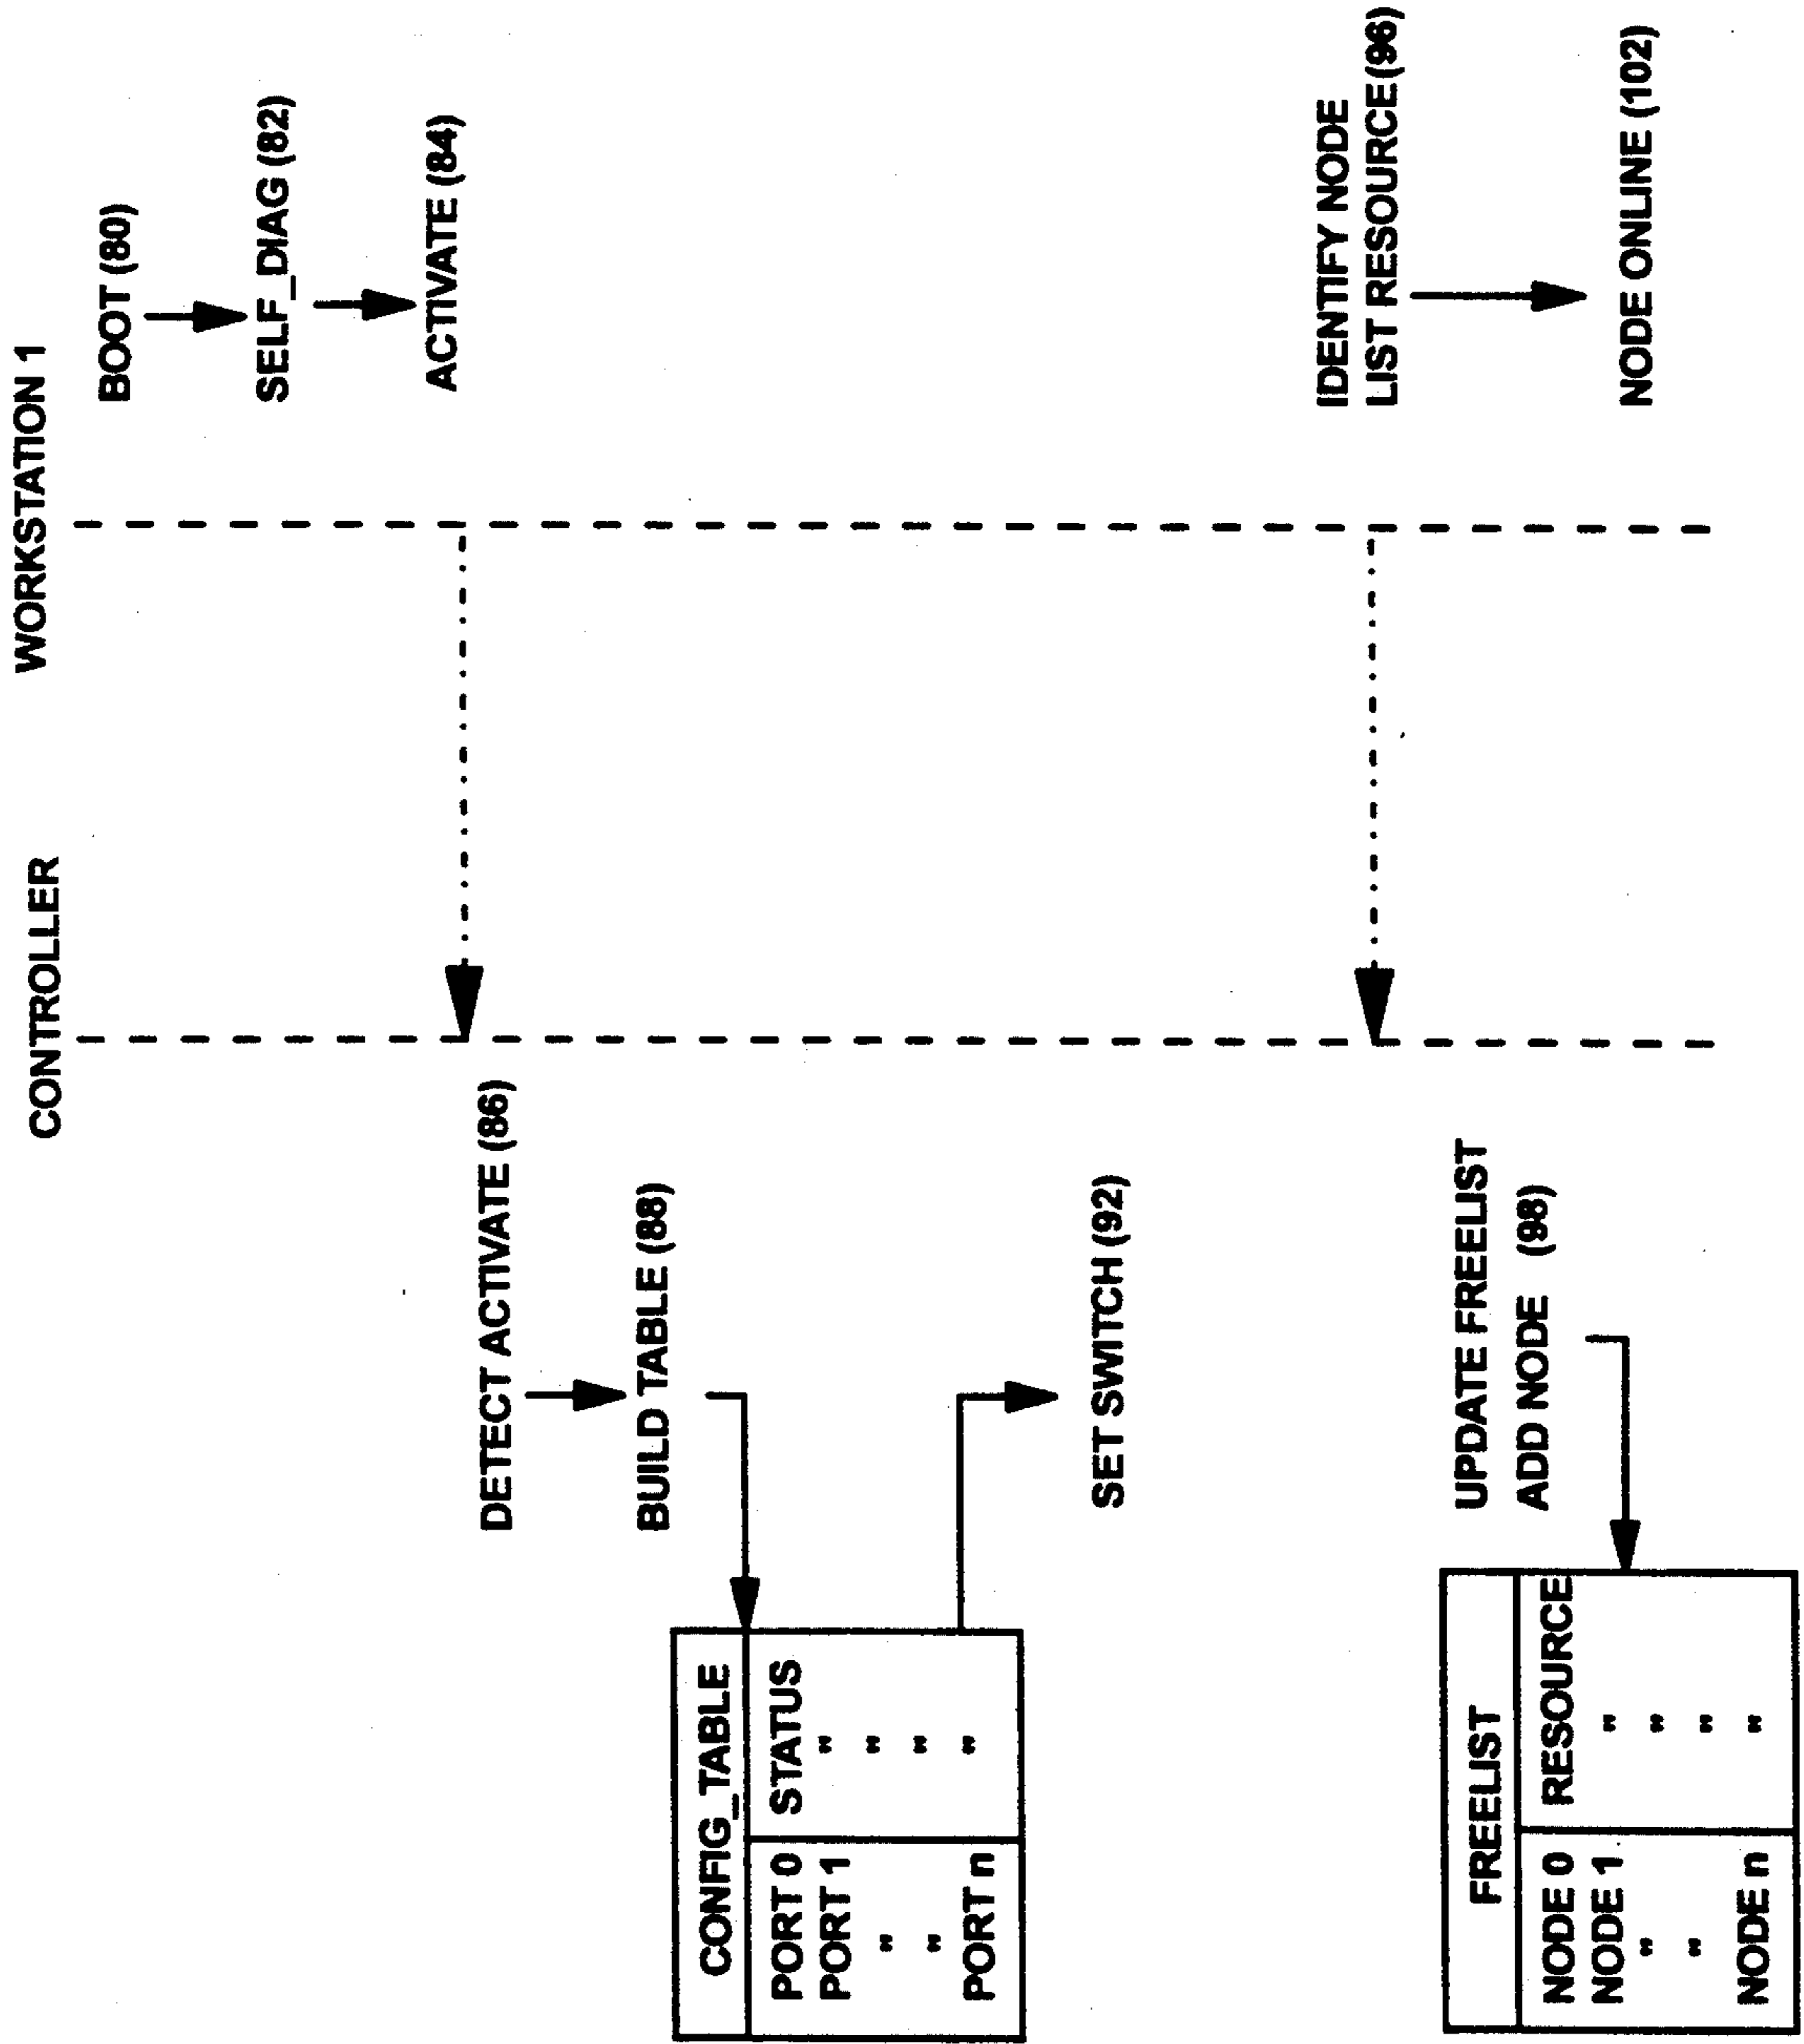 CONTROLLER
WORKSTATION 1
BOOT (80)
SELF_DIAG (82)
ACTIVATE (84)
DETECT ACTIVATE (86)
BUILD TABLE (88)
CONFIG_TABLE
PORT 0 STATUS
PORT 1 "
" "
" "
PORT n "
SET SWITCH (92)
IDENTIFY NODE
LIST RESOURCE (96)
UPDATE FREELIST
ADD NODE (98)
FREELIST
NODE 0 RESOURCE
NODE 1 "
" "
" "
NODE n "
NODE ONLINE (102)